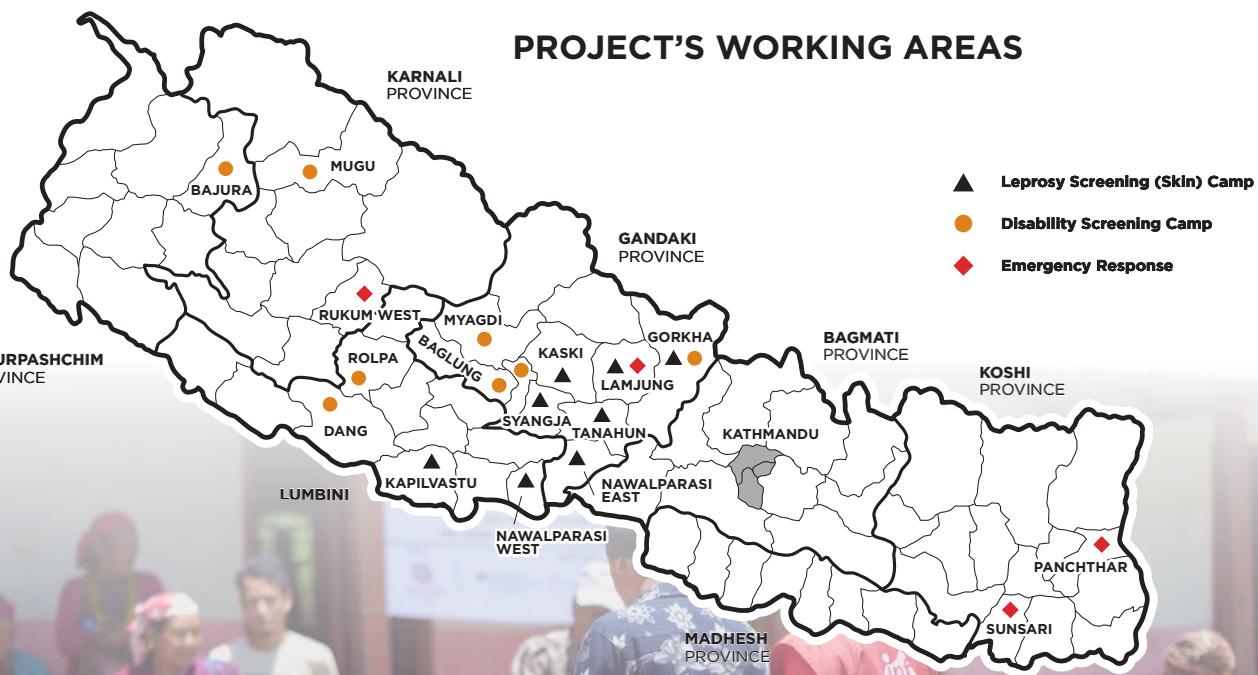 PROJECT'S WORKING AREAS
KARNALI
PROVINCE
MUGU
BAJURA
Leprosy Screening (Skin) Camp
Disability Screening Camp
Emergency Response
GANDAKI
PROVINCE
RUKUM WEST
MYAGDI
BAGLUNG
KASKI
GORKHA
LAMJUNG
ROLPA
URPASHCHIM
VINCE
BAGMATI
PROVINCE
KOSHI
PROVINCE
DANG
SYANGJA
TANAHUN
KATHMANDU
KAPILVASTU
LUMBINI
NAWALPARASI
EAST
NAWALPARASI
WEST
PANCHTHAR
SUNSARI
MADHESH
PROVINCE